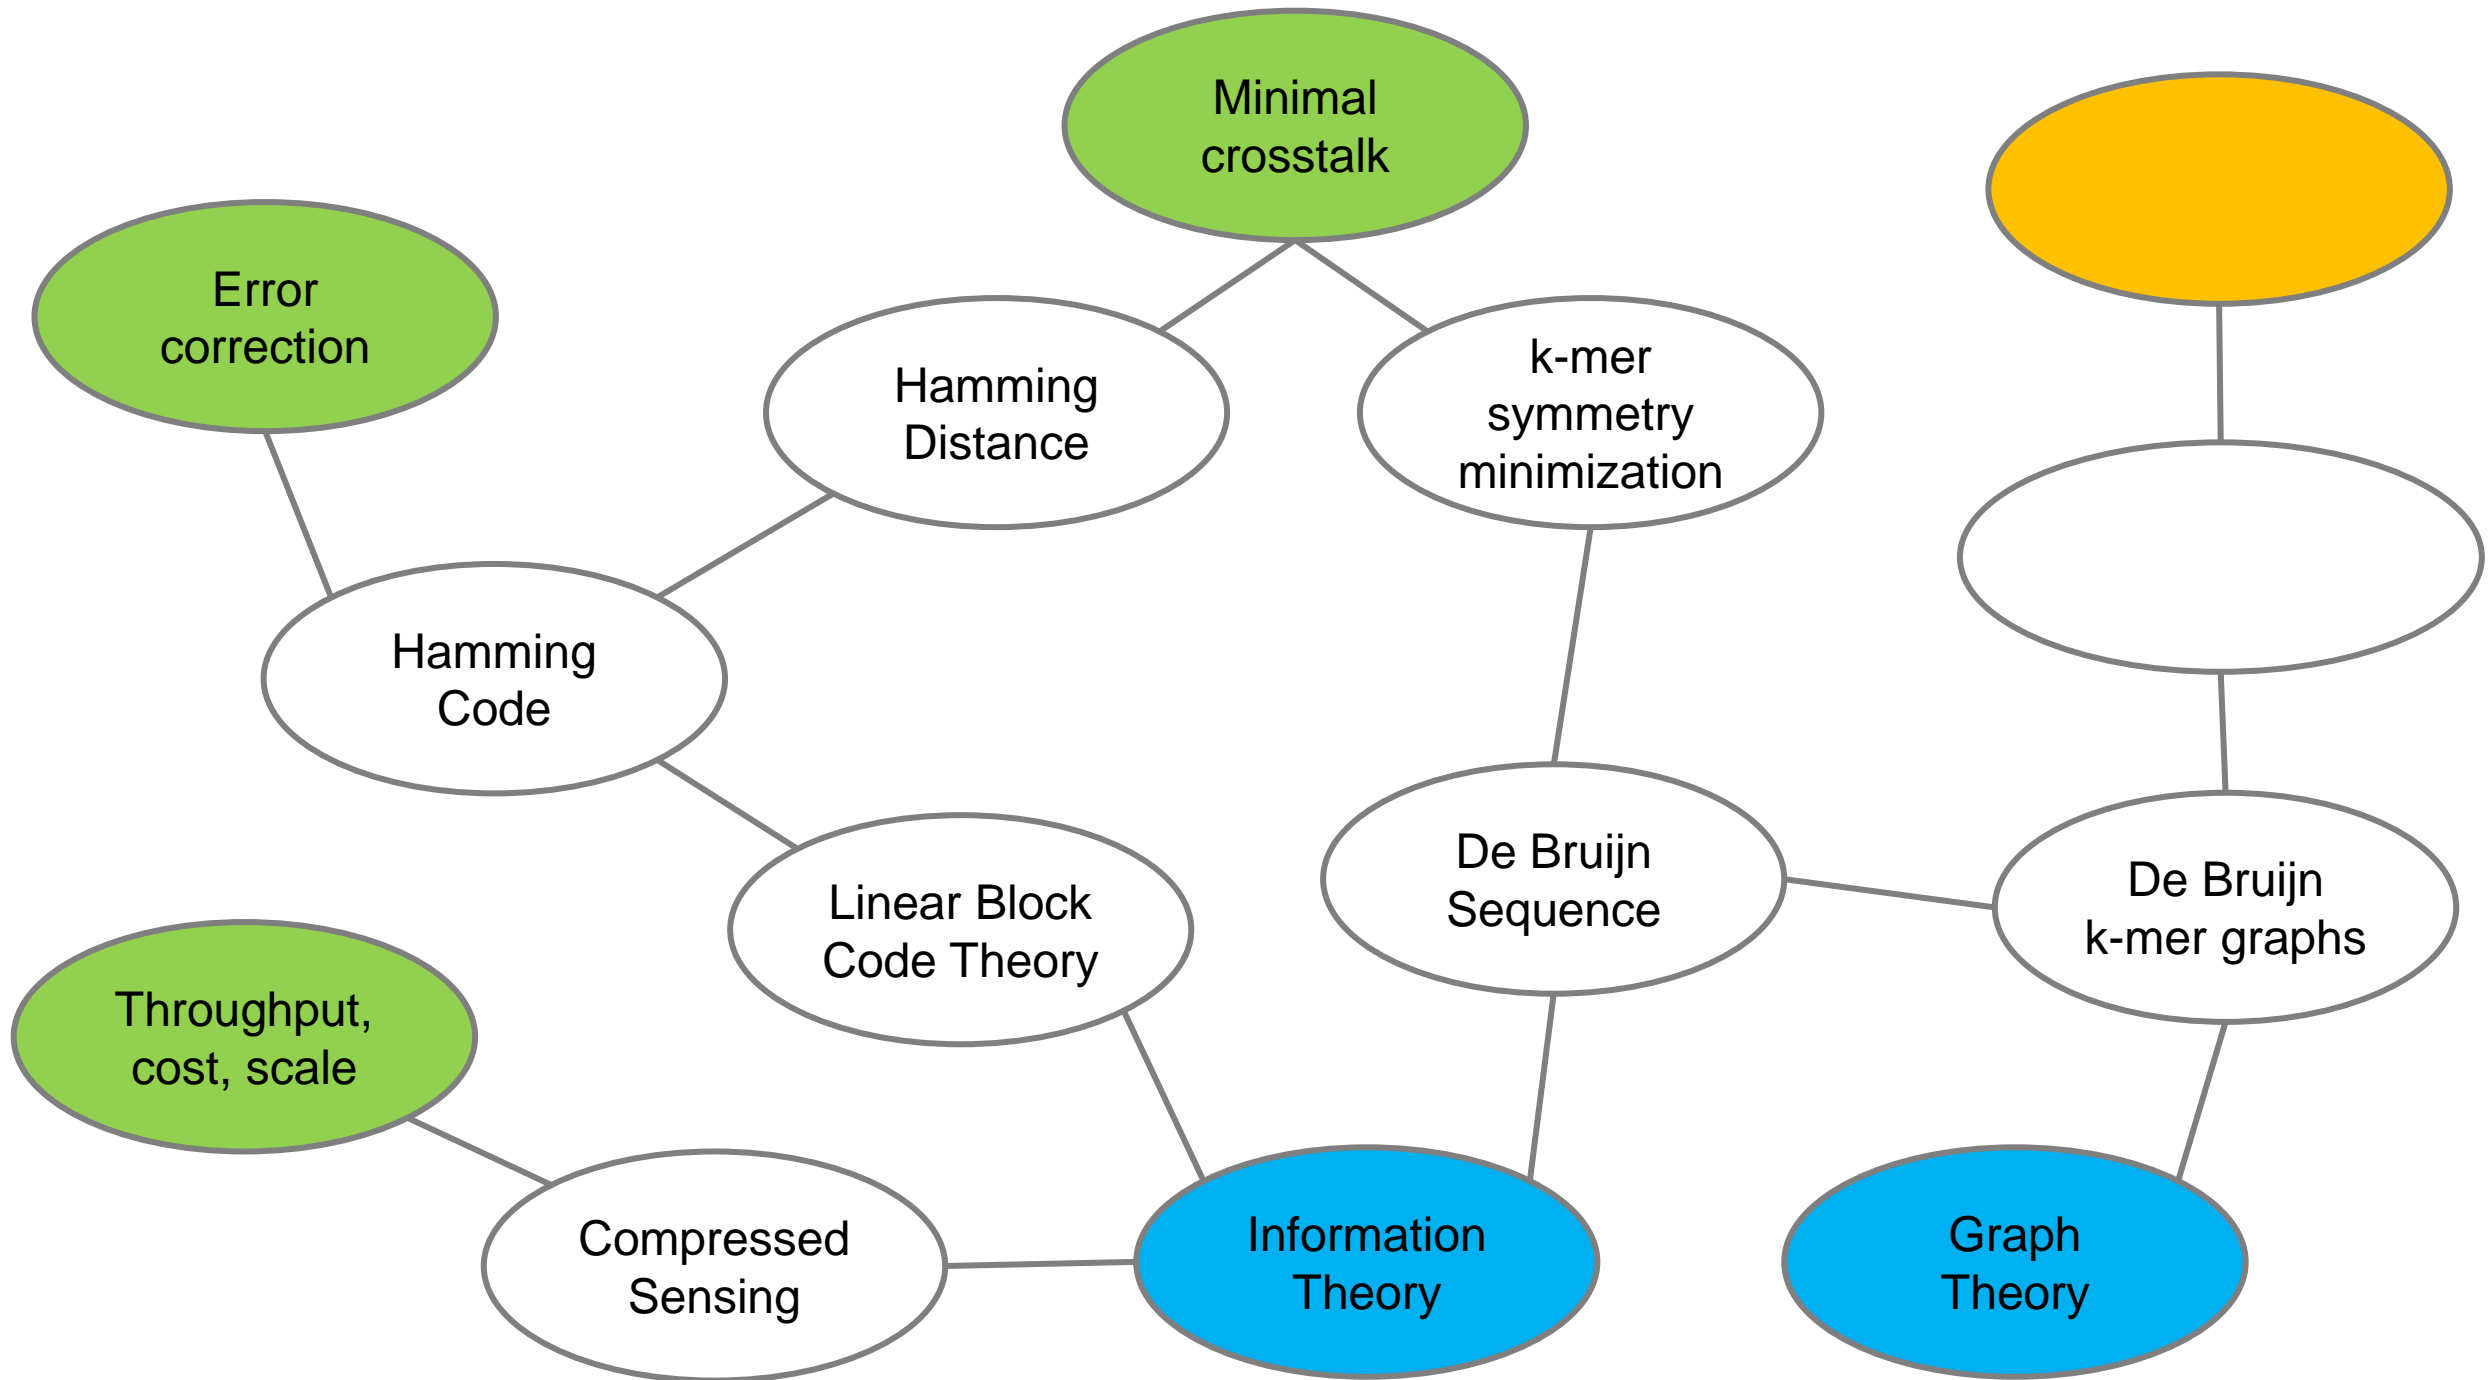 Minimal
crosstalk
Error
correction
Hamming
Distance
k-mer
symmetry
minimization
Hamming
Code
De Bruijn
Sequence
De Bruijn
k-mer graphs
Linear Block
Code Theory
Throughput,
cost, scale
Compressed
Sensing
Information
Theory
Graph
Theory